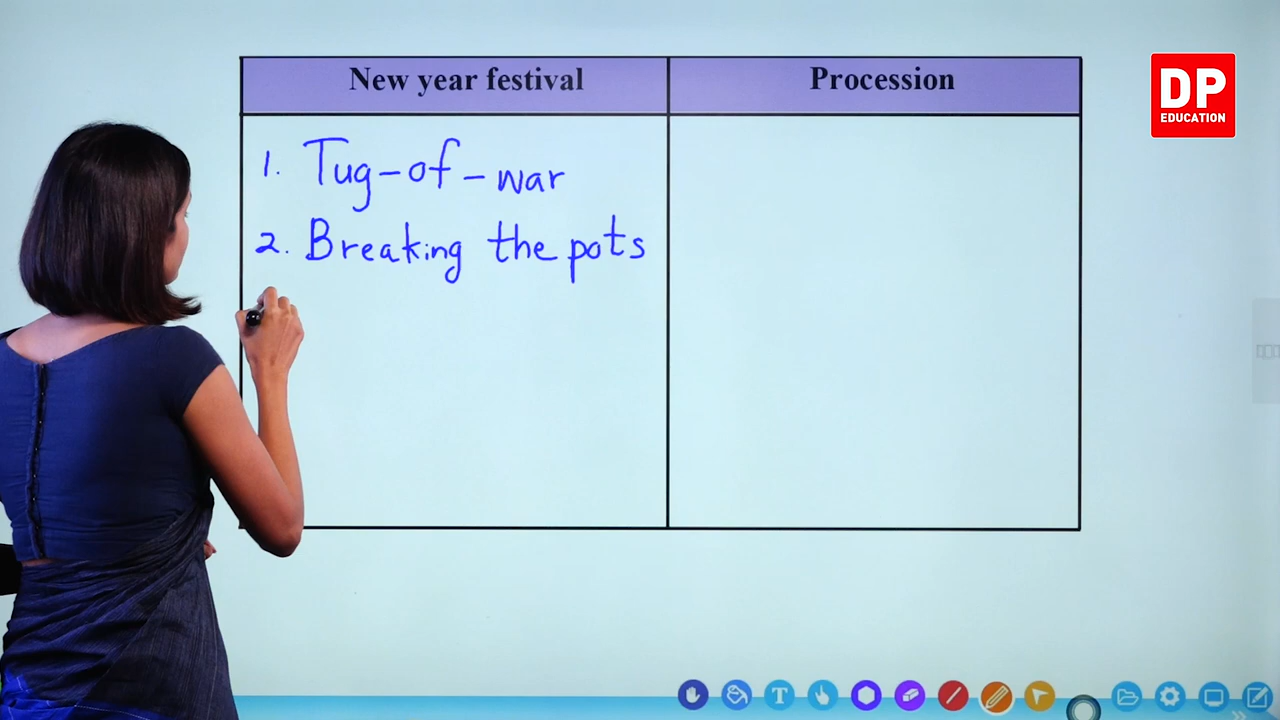 New year festival
Procession
DP
EDUCATION
1. Tug-of-war
2. Breaking the pots
T